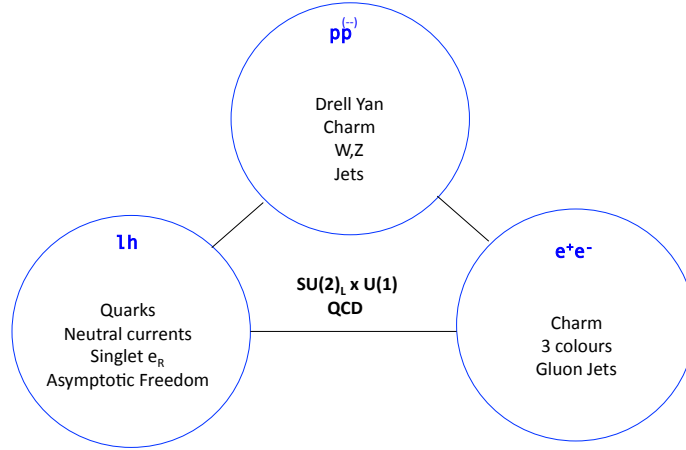 pp(--)
Drell Yan
Charm
W,Z
Jets
lh
Quarks
Neutral currents
Singlet eR
Asymptotic Freedom
SU(2)L x U(1)
QCD
e+e-
Charm
3 colours
Gluon Jets